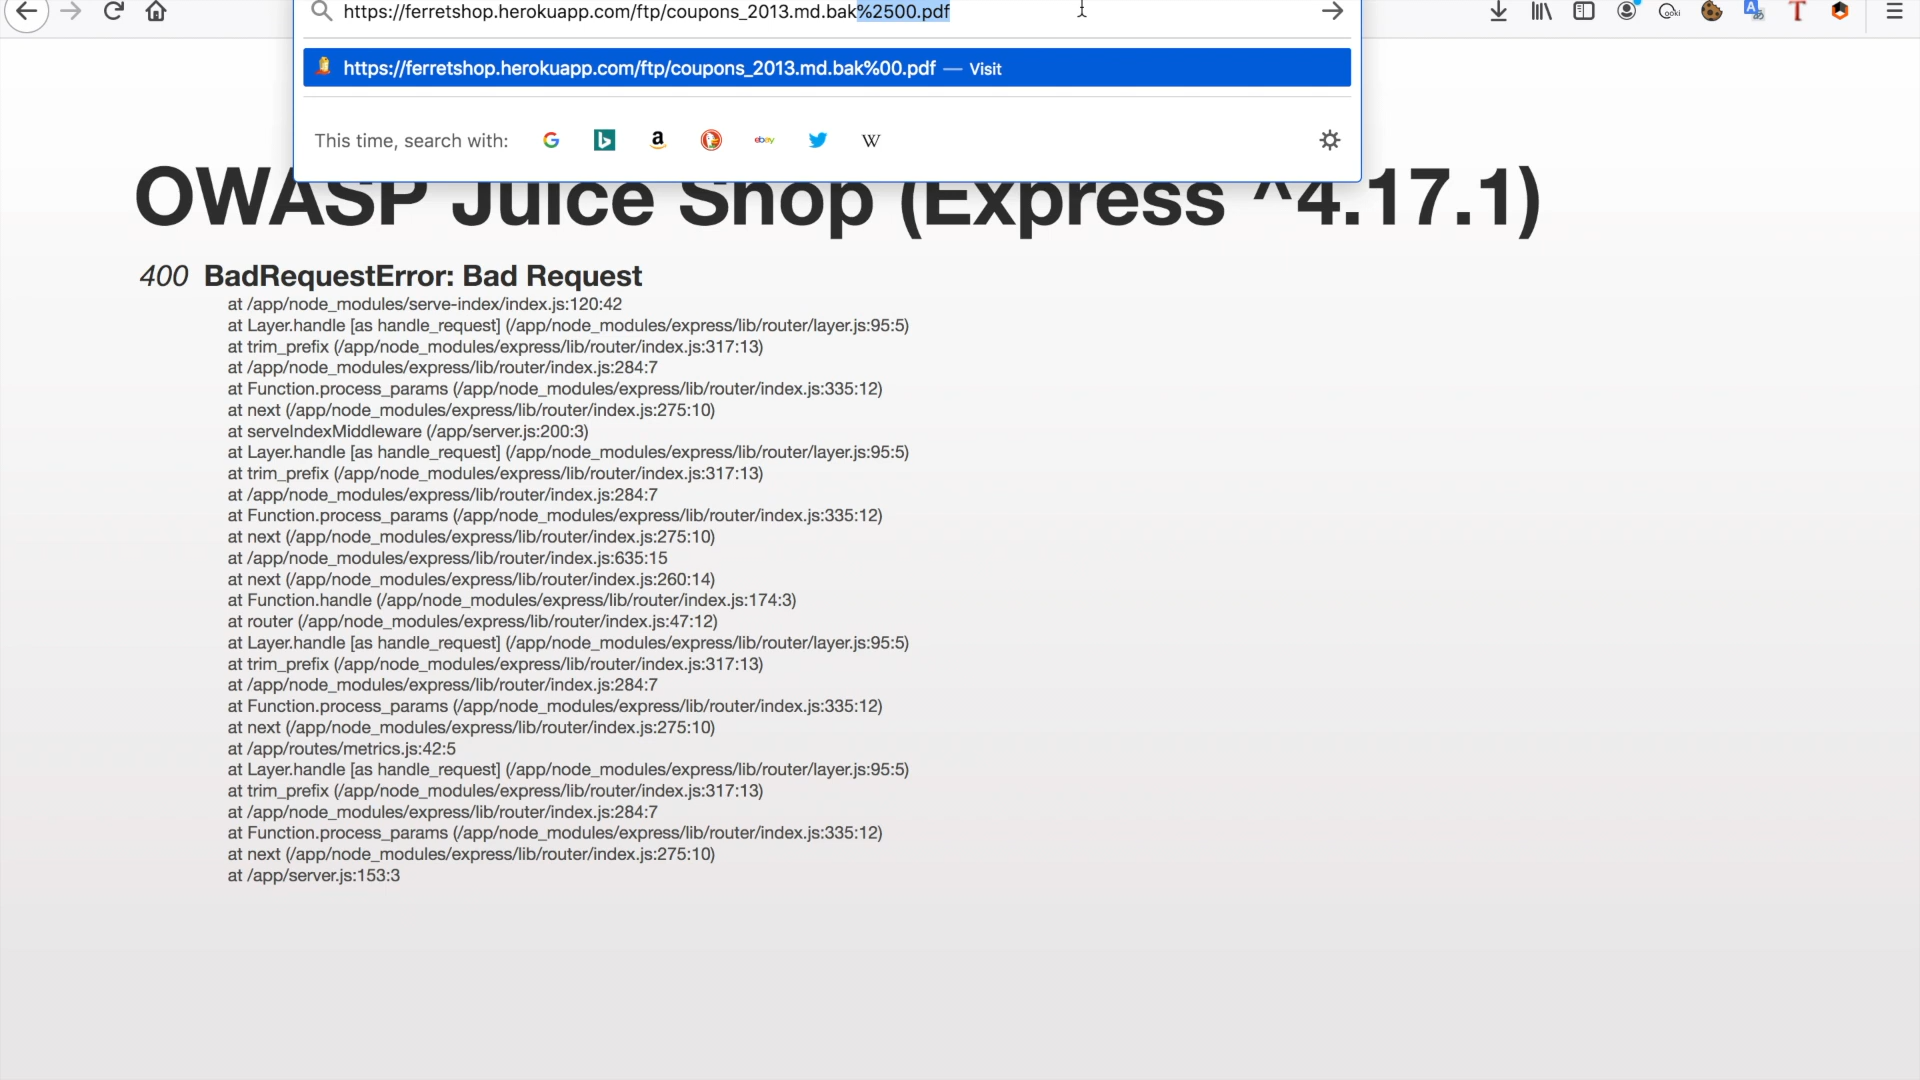 https://ferretshop.herokuapp.com/ftp/coupons_2013.md.bak%2500.pdf
https://ferretshop.herokuapp.com/ftp/coupons_2013.md.bak%00.pdf — Visit
This time, search with:
a
ebay
W
OWASP Juice Shop (Express ^4.17.1)
400 BadRequestError: Bad Request
at /app/node_modules/serve-index/index.js:120:42
at Layer.handle [as handle_request] (/app/node_modules/express/lib/router/layer.js:95:5)
at trim_prefix (/app/node_modules/express/lib/router/index.js:317:13)
at /app/node_modules/express/lib/router/index.js:284:7
at Function.process_params (/app/node_modules/express/lib/router/index.js:335:12)
at next (/app/node_modules/express/lib/router/index.js:275:10)
at serveIndexMiddleware (/app/server.js:200:3)
at Layer.handle [as handle_request] (/app/node_modules/express/lib/router/layer.js:95:5)
at trim_prefix (/app/node_modules/express/lib/router/index.js:317:13)
at /app/node_modules/express/lib/router/index.js:284:7
at Function.process_params (/app/node_modules/express/lib/router/index.js:335:12)
at next (/app/node_modules/express/lib/router/index.js:275:10)
at /app/node_modules/express/lib/router/index.js:635:15
at next (/app/node_modules/express/lib/router/index.js:260:14)
at Function.handle (/app/node_modules/express/lib/router/index.js:174:3)
at router (/app/node_modules/express/lib/router/index.js:47:12)
at Layer.handle [as handle_request] (/app/node_modules/express/lib/router/layer.js:95:5)
at trim_prefix (/app/node_modules/express/lib/router/index.js:317:13)
at /app/node_modules/express/lib/router/index.js:284:7
at Function.process_params (/app/node_modules/express/lib/router/index.js:335:12)
at next (/app/node_modules/express/lib/router/index.js:275:10)
at /app/routes/metrics.js:42:5
at Layer.handle [as handle_request] (/app/node_modules/express/lib/router/layer.js:95:5)
at trim_prefix (/app/node_modules/express/lib/router/index.js:317:13)
at /app/node_modules/express/lib/router/index.js:284:7
at Function.process_params (/app/node_modules/express/lib/router/index.js:335:12)
at next (/app/node_modules/express/lib/router/index.js:275:10)
at /app/server.js:153:3